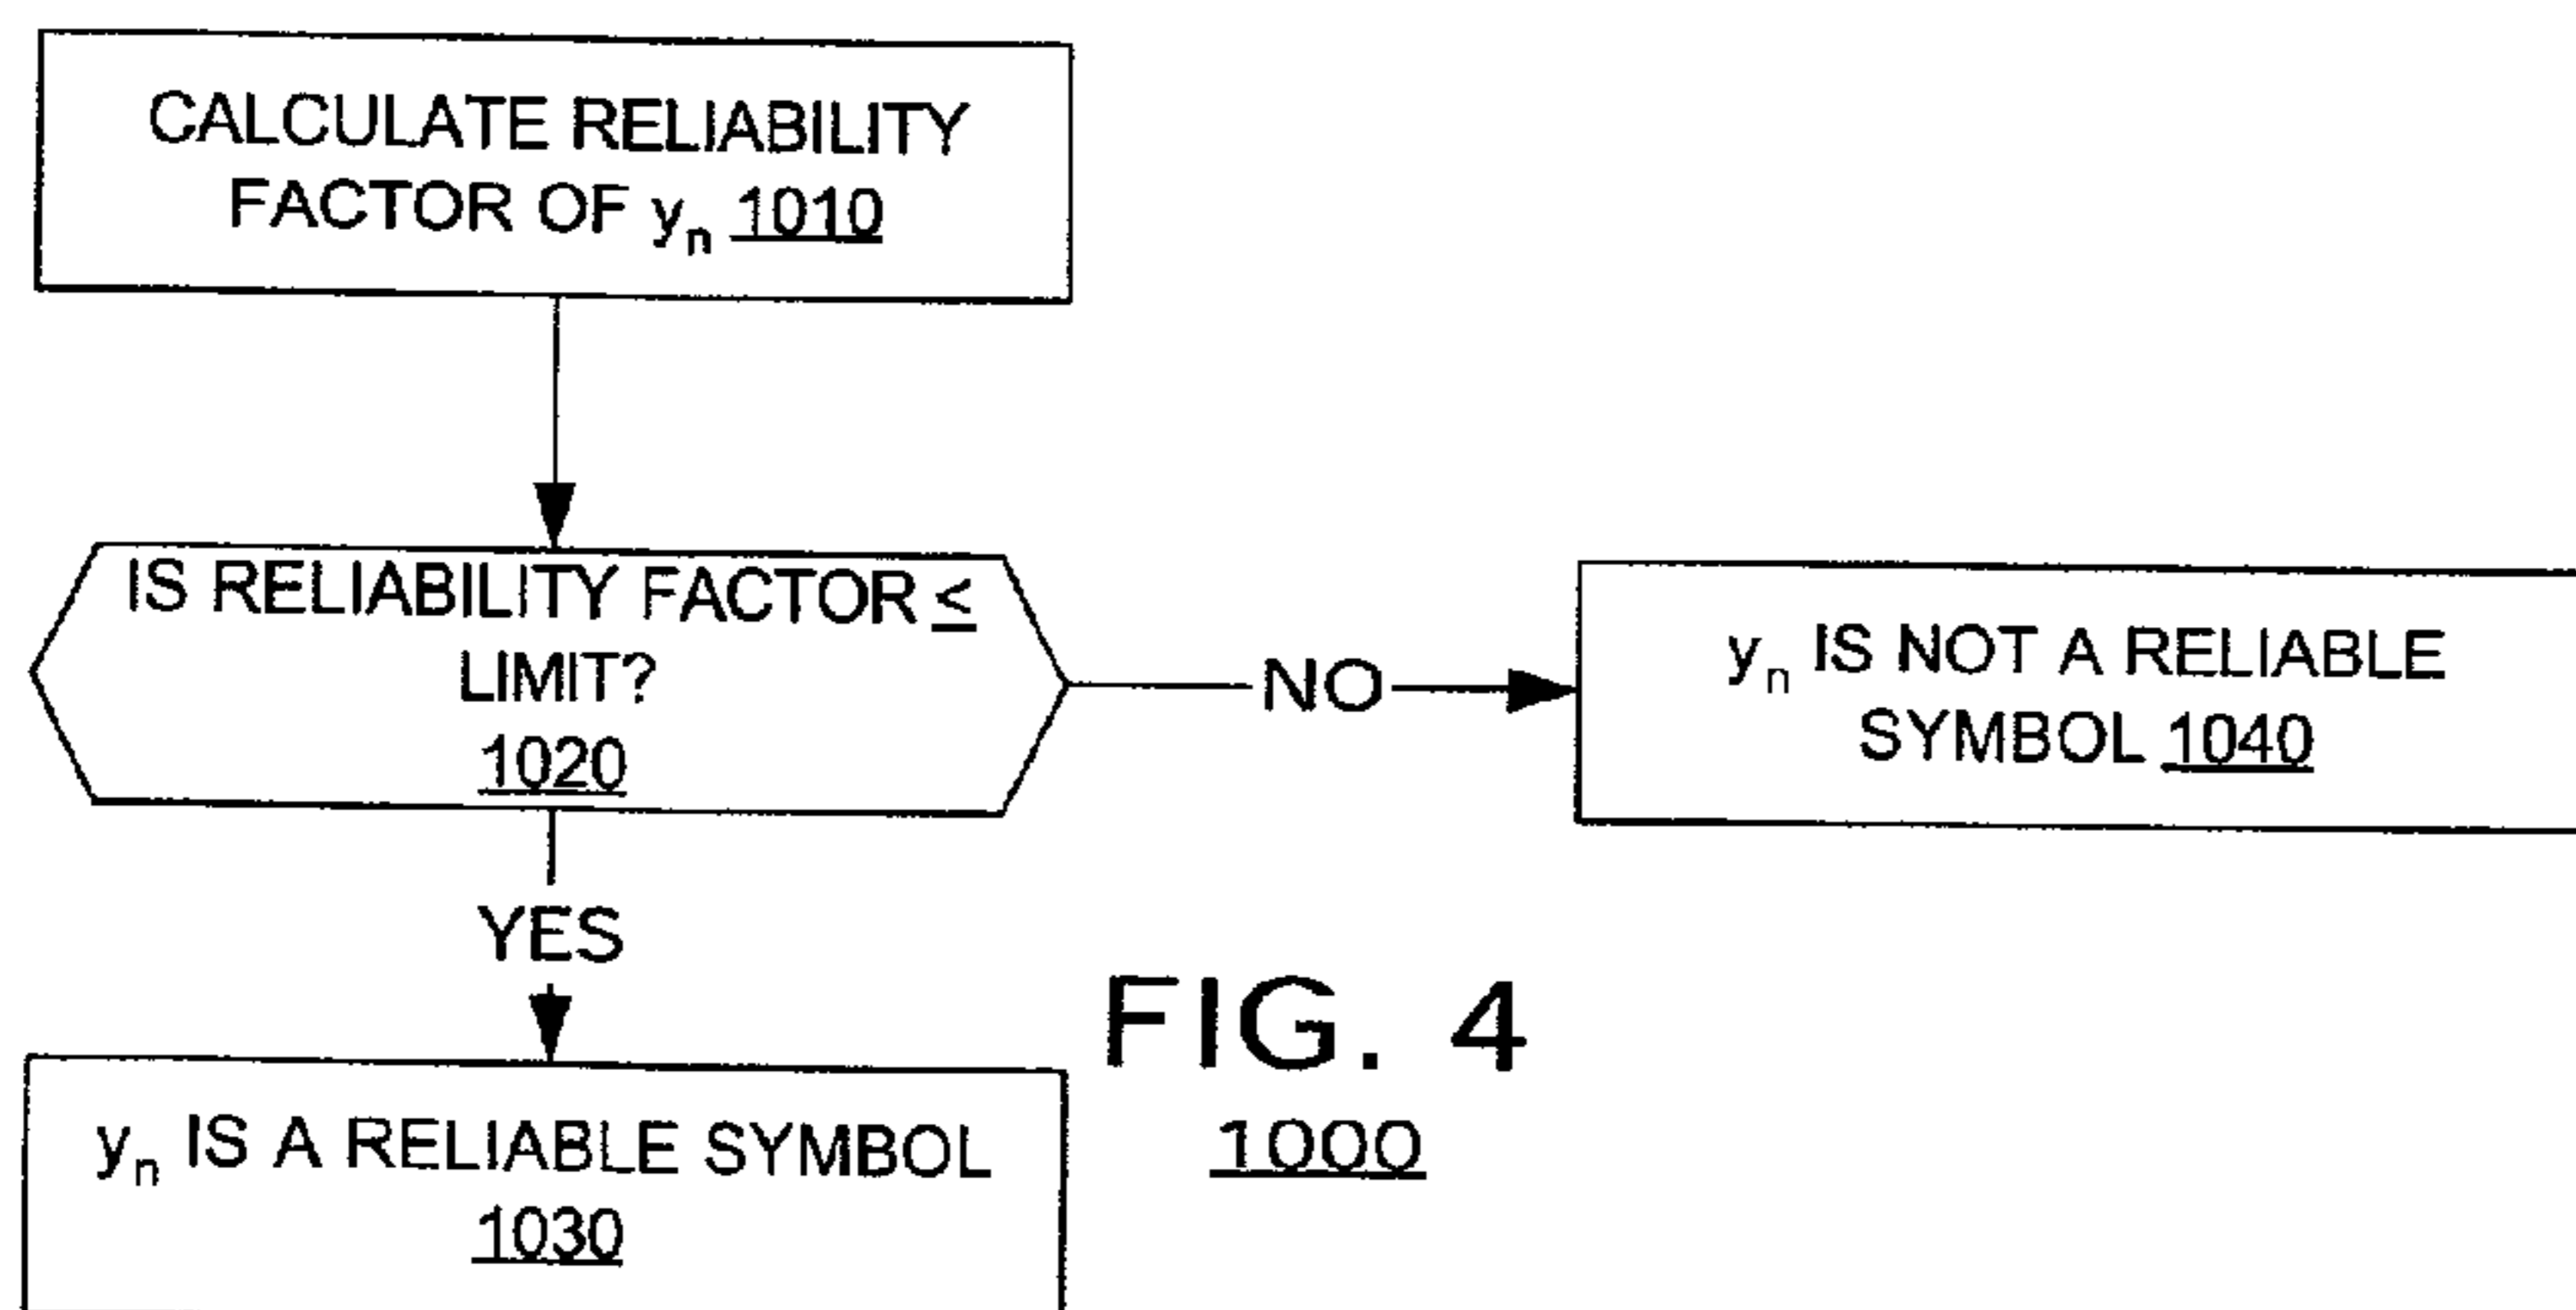 CALCULATE RELIABILITY
FACTOR OF yn 1010
IS RELIABILITY FACTOR ≤
LIMIT?
1020
NO
yn IS NOT A RELIABLE
SYMBOL 1040
YES
yn IS A RELIABLE SYMBOL
1030
FIG. 4
1000